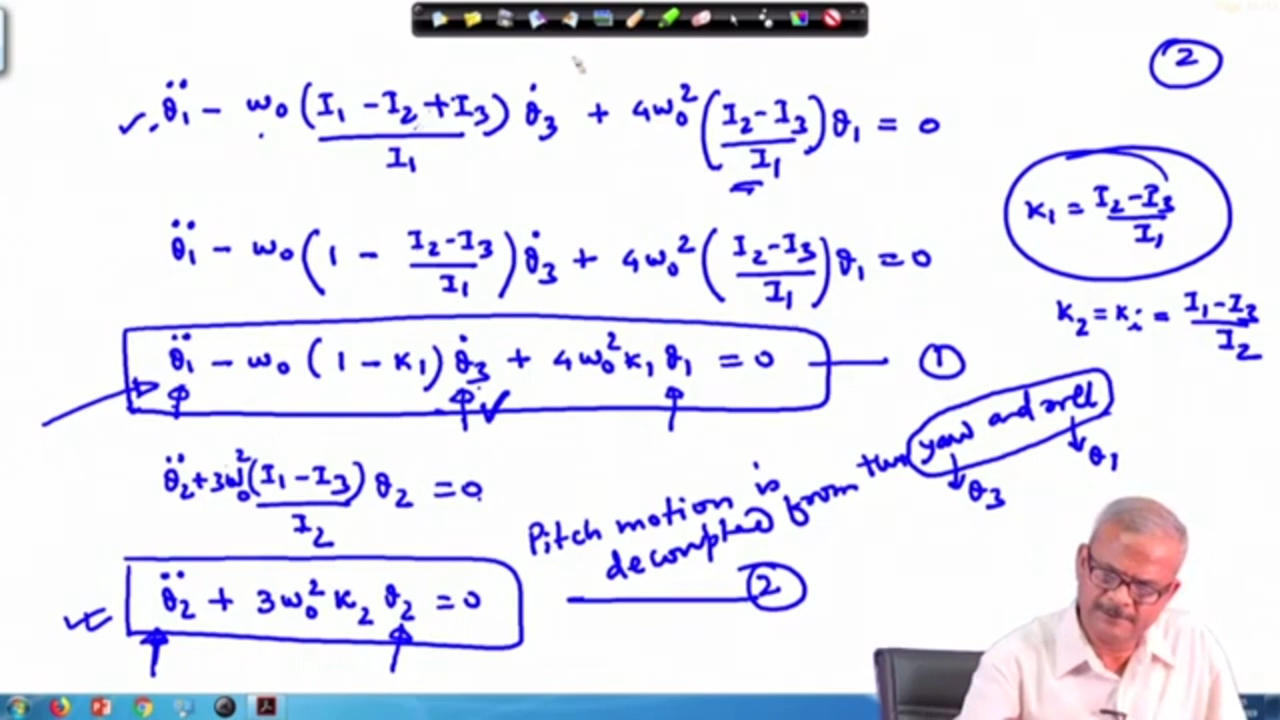 2
θ̈₁ - ω₀ (I₁ - I₂ + I₃)/I₁ θ̇₃ + 4ω₀² ((I₂-I₃)/I₁) θ₁ = 0
K₁ = (I₂-I₃)/I₁
θ̈₁ - ω₀ (1 - (I₂-I₃)/I₁) θ̇₃ + 4ω₀² ((I₂-I₃)/I₁) θ₁ = 0
K₂ = Kᵢ = (I₁-I₃)/I₂
θ̈₁ - ω₀ (1 - K₁) θ̇₃ + 4ω₀² K₁ θ₁ = 0 — 1
θ̈₂ + 3ω₀² (I₁-I₃)/I₂ θ₂ = 0
Pitch motion is
decoupled from two yaw and roll
θ₃ θ₁
θ̈₂ + 3ω₀² K₂ θ₂ = 0 — 2